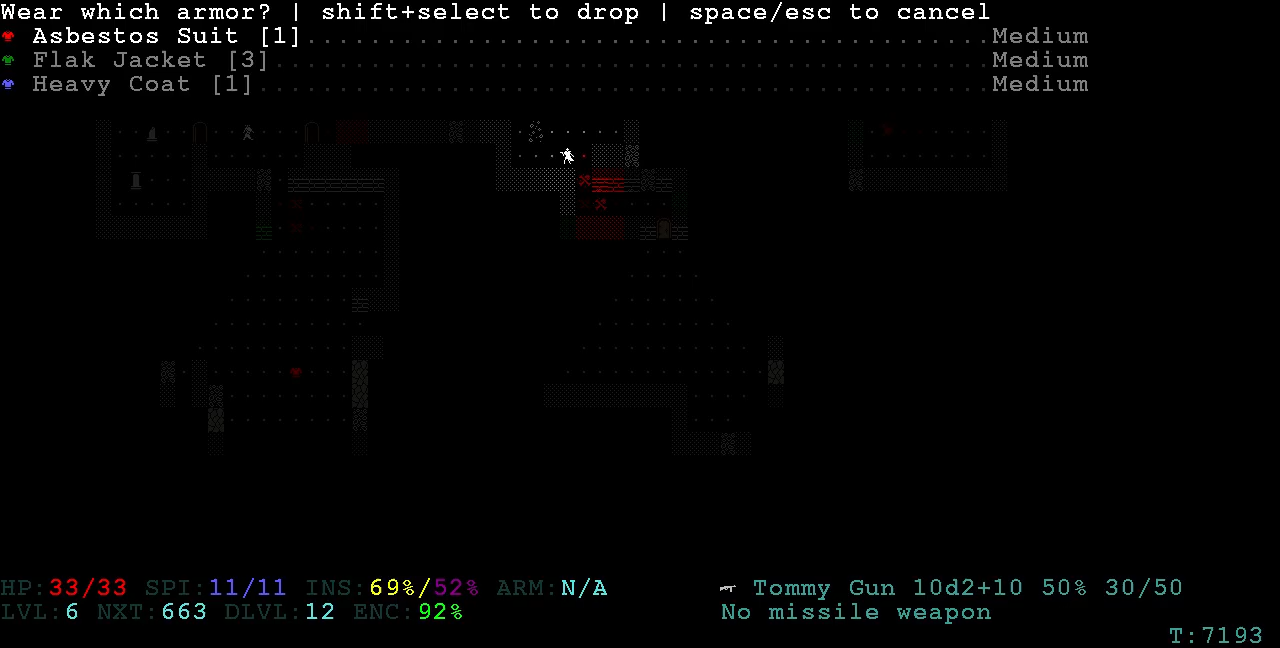 Wear which armor? | shift+select to drop | space/esc to cancel
Asbestos Suit [1]...........................................Medium
Flak Jacket [3].............................................Medium
Heavy Coat [1]..............................................Medium
HP:33/33 SPI:11/11 INS:69%/52% ARM:N/A
Tommy Gun 10d2+10 50% 30/50
LVL:6 NXT:663 DLVL:12 ENC:92%
No missile weapon
T:7193